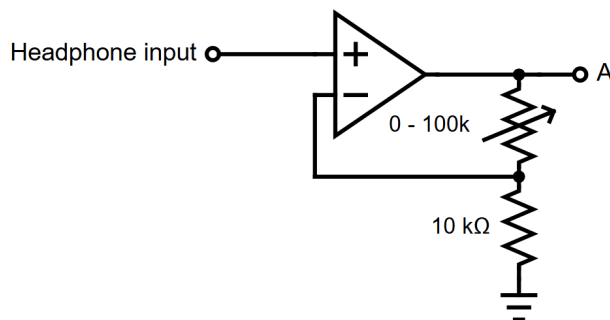 Headphone input
+
−
A
0 - 100k
10 kΩ